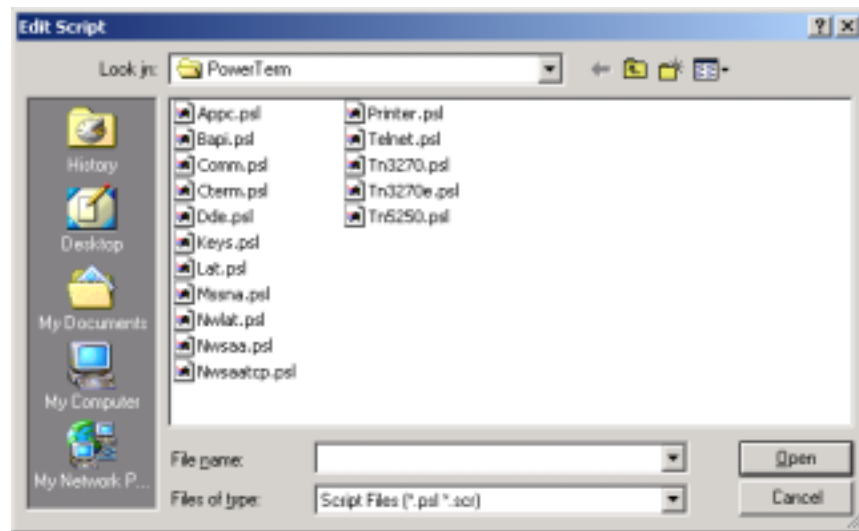 Edit Script
Look in: PowerTerm
History
Desktop
My Documents
My Computer
My Network P...
Appc.psl
Bapi.psl
Comm.psl
Cterm.psl
Dde.psl
Keys.psl
Lat.psl
Mssna.psl
Nwlat.psl
Nwsaa.psl
Nwsaatcp.psl
Printer.psl
Telnet.psl
Tn3270.psl
Tn3270e.psl
Tn5250.psl
File name:
Open
Files of type: Script Files (*.psl *.scr)
Cancel